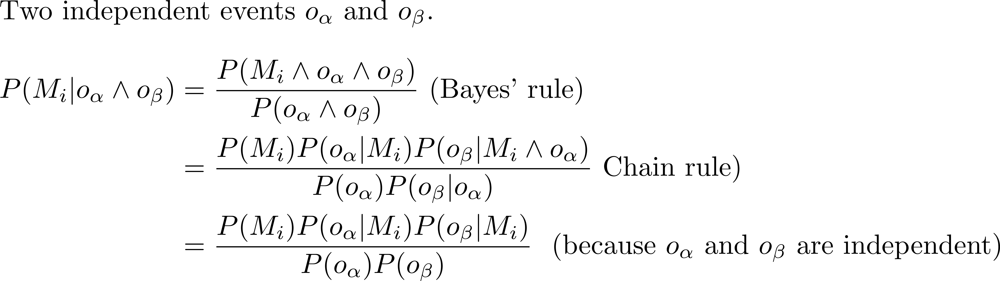 Two independent events $o_\alpha$ and $o_\beta$.
$P(M_i|o_\alpha \wedge o_\beta) = \frac{P(M_i \wedge o_\alpha \wedge o_\beta)}{P(o_\alpha \wedge o_\beta)}$ (Bayes' rule)
$= \frac{P(M_i)P(o_\alpha|M_i)P(o_\beta|M_i \wedge o_\alpha)}{P(o_\alpha)P(o_\beta|o_\alpha)}$ Chain rule)
$= \frac{P(M_i)P(o_\alpha|M_i)P(o_\beta|M_i)}{P(o_\alpha)P(o_\beta)}$ (because $o_\alpha$ and $o_\beta$ are independent)